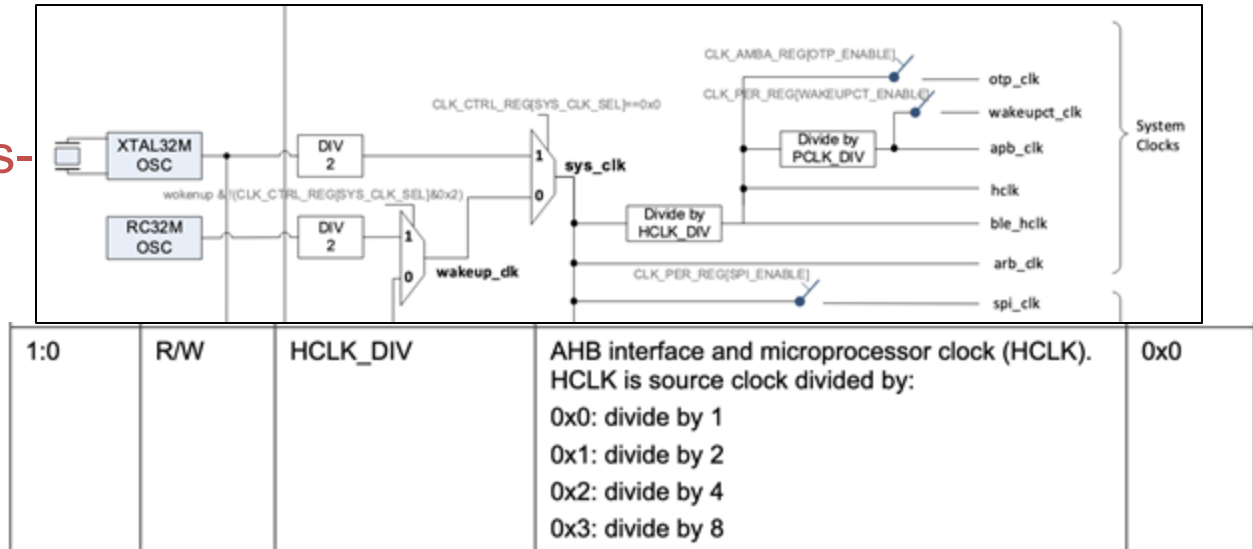 CLK_AMBA_REG[OTP_ENABLE]
otp_clk
CLK_PER_REG[WAKEUPCT_ENABLE]
wakeupct_clk
CLK_CTRL_REG[SYS_CLK_SEL]==0x0
System
Clocks
s-
XTAL32M
OSC
DIV
2
1
0
sys_clk
Divide by
PCLK_DIV
apb_clk
wokenup & !(CLK_CTRL_REG[SYS_CLK_SEL]&0x2)
hclk
RC32M
OSC
DIV
2
1
0
wakeup_clk
Divide by
HCLK_DIV
ble_hclk
arb_clk
CLK_PER_REG[SPI_ENABLE]
spi_clk
1:0 R/W HCLK_DIV AHB interface and microprocessor clock (HCLK). 0x0
HCLK is source clock divided by:
0x0: divide by 1
0x1: divide by 2
0x2: divide by 4
0x3: divide by 8